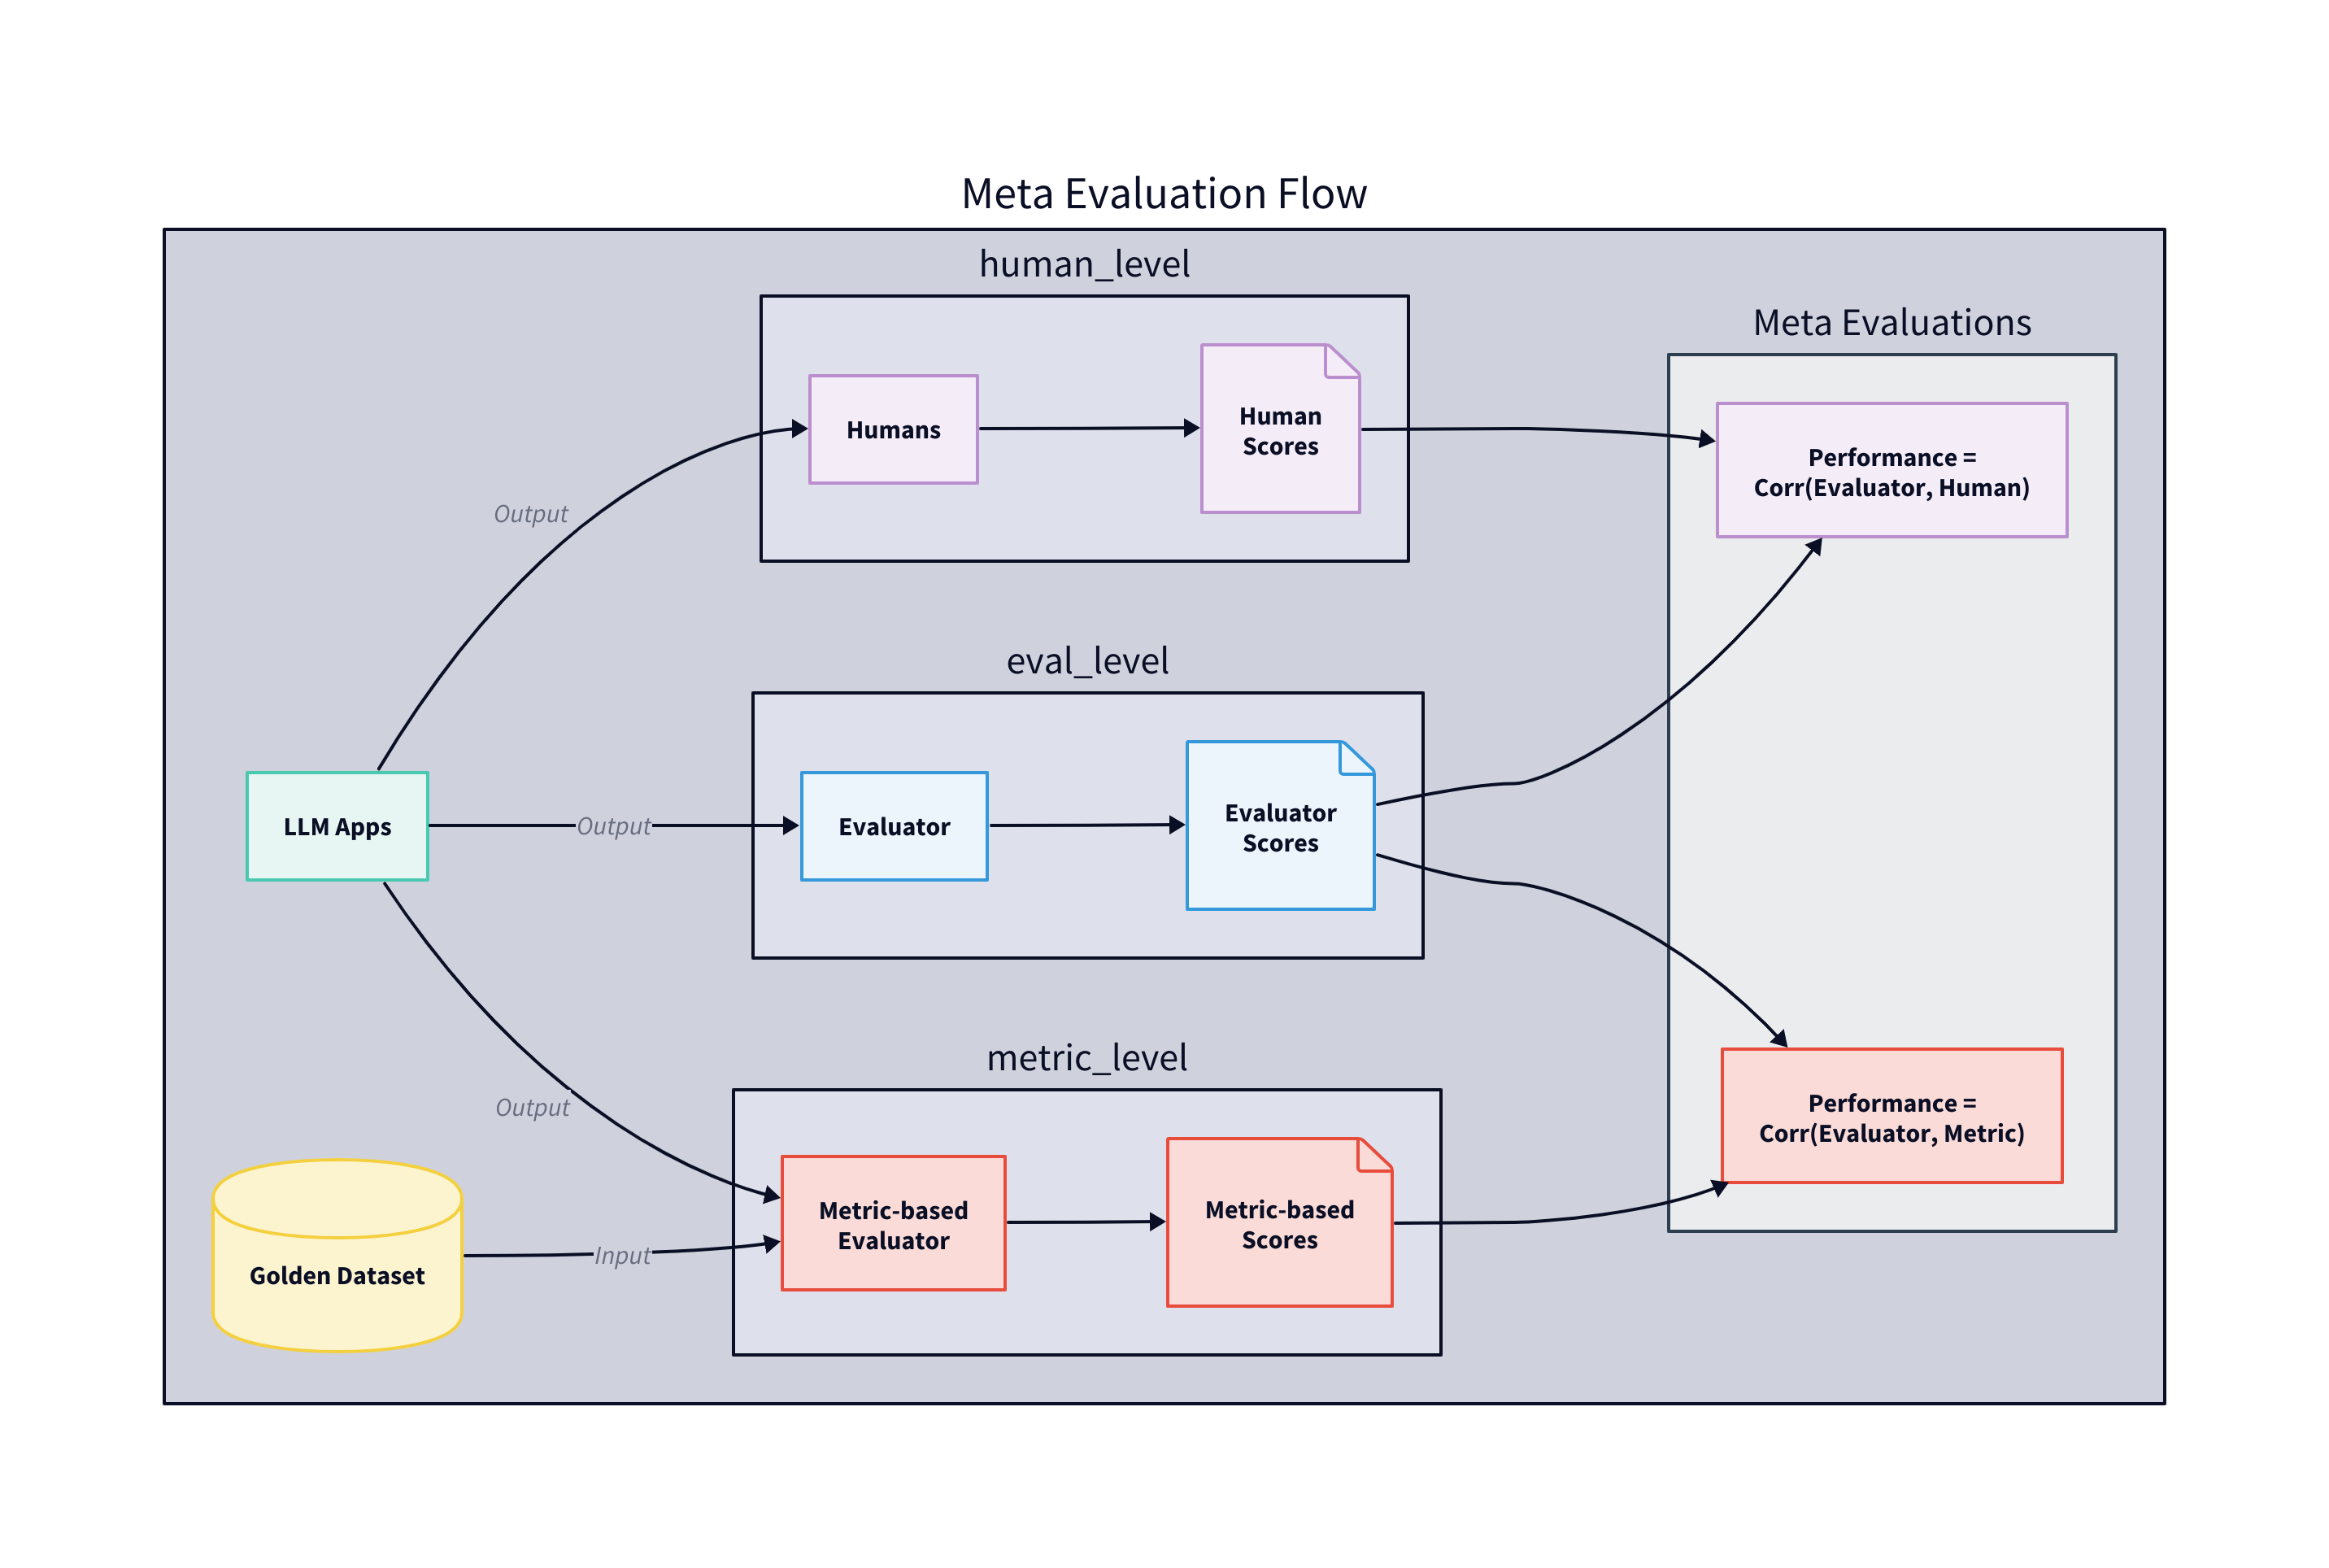 Meta Evaluation Flow
human_level
Meta Evaluations
Humans
Human
Scores
Performance =
Corr(Evaluator, Human)
Output
eval_level
LLM Apps
Output
Evaluator
Evaluator
Scores
metric_level
Output
Performance =
Corr(Evaluator, Metric)
Metric-based
Evaluator
Metric-based
Scores
Input
Golden Dataset